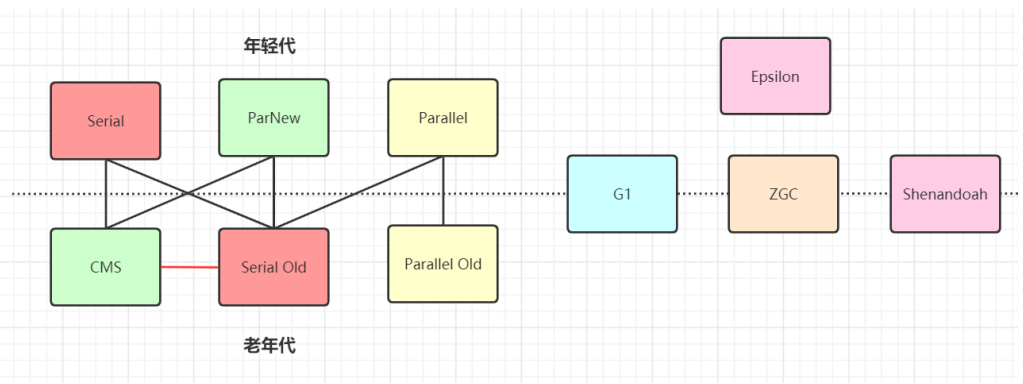 年轻代
Epsilon
Serial
ParNew
Parallel
G1
ZGC
Shenandoah
CMS
Serial Old
Parallel Old
老年代